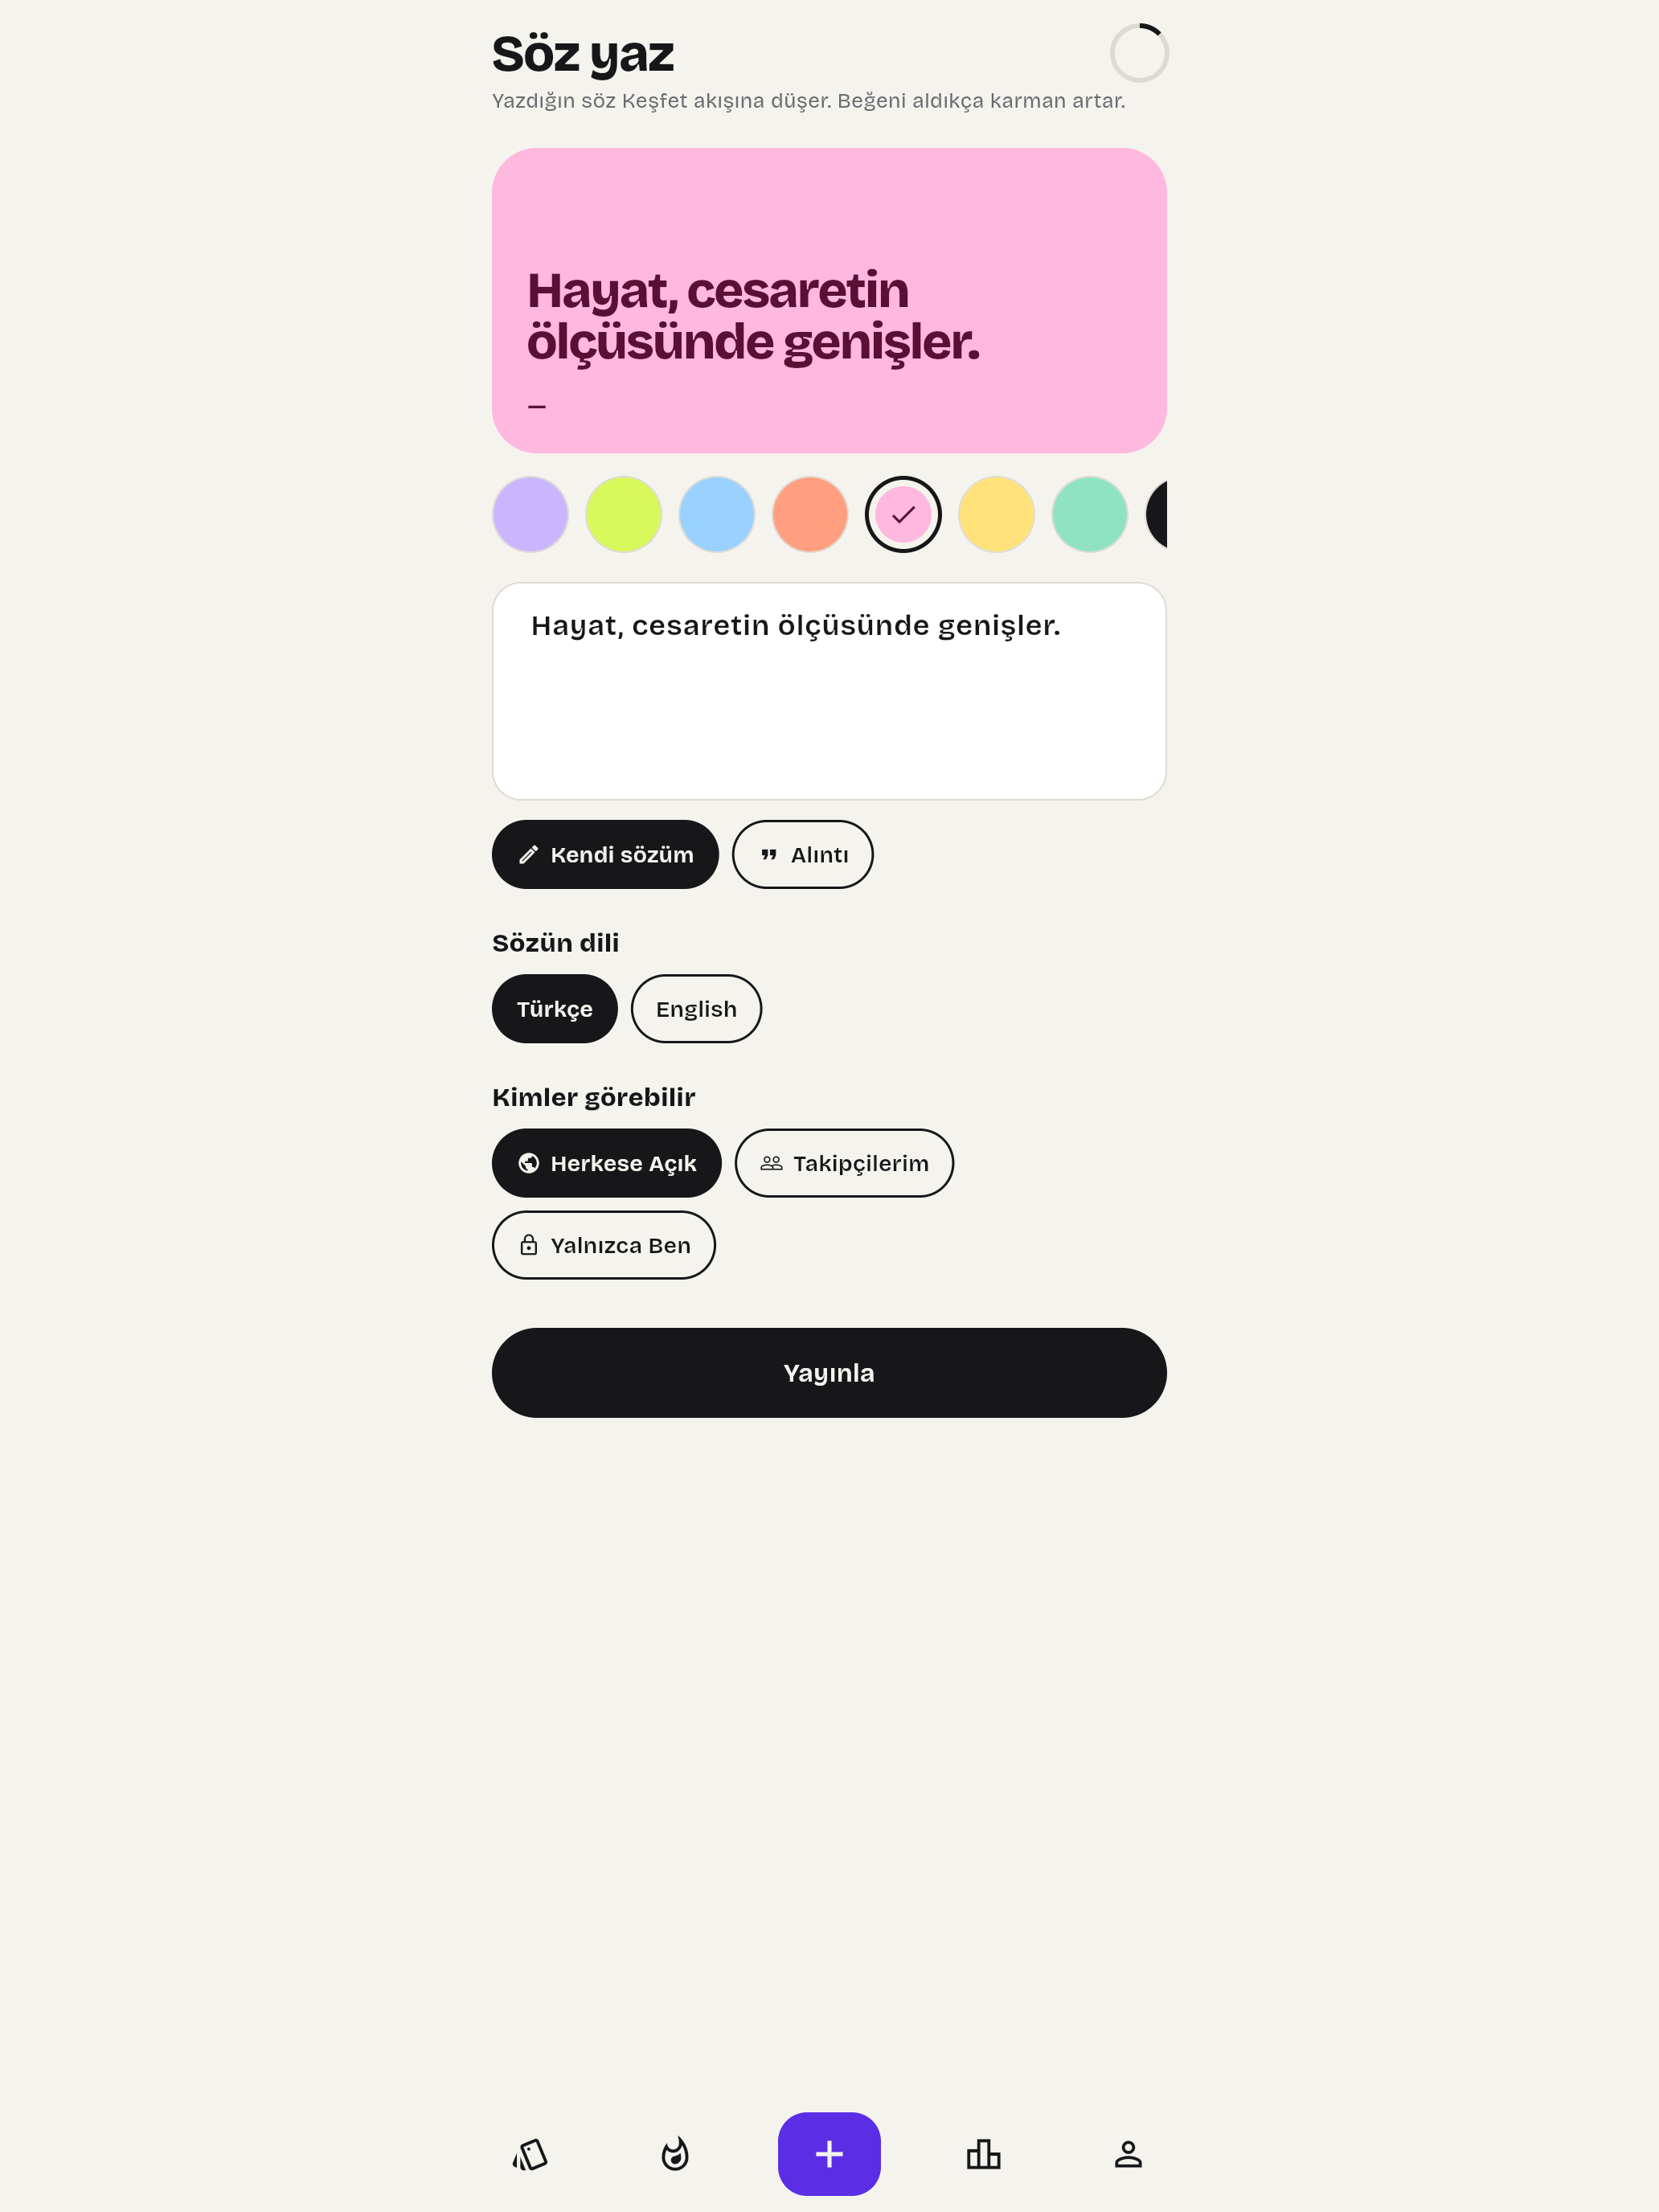 Söz yaz
Yazdığın söz Keşfet akışına düşer. Beğeni aldıkça karman artar.
Hayat, cesaretin
ölçüsünde genişler.
—
Hayat, cesaretin ölçüsünde genişler.
Kendi sözüm
Alıntı
Sözün dili
Türkçe
English
Kimler görebilir
Herkese Açık
Takipçilerim
Yalnızca Ben
Yayınla